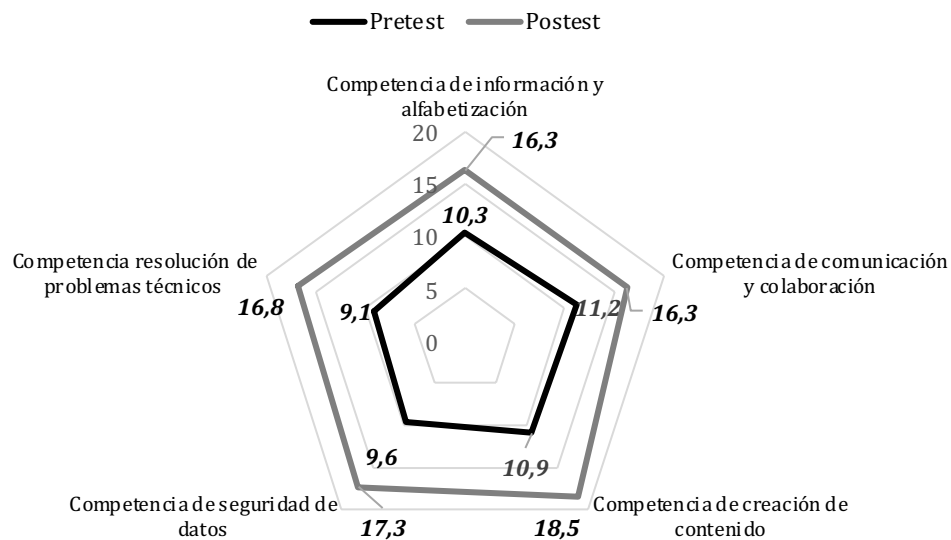 Pretest Postest
Competencia de información y
alfabetización
20
16,3
15
10,3
10
Competencia resolución de
problemas técnicos
Competencia de comunicación
y colaboración
16,8
9,1
5
11,2
16,3
0
9,6
10,9
Competencia de seguridad de
datos
17,3
18,5
Competencia de creación de
contenido